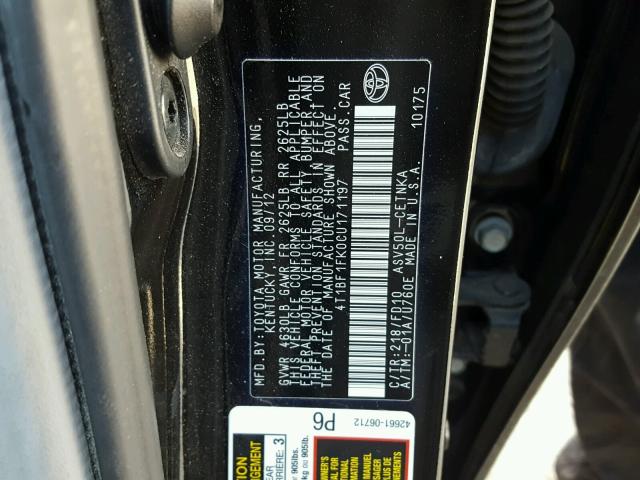 MFD.BY: TOYOTA MOTOR MANUFACTURING,
KENTUCKY, INC. 09/12
GVWR 4630LB GAWR FR 2625LB RR 2625LB
THIS VEHICLE CONFORMS TO ALL APPLICABLE
FEDERAL MOTOR VEHICLE SAFETY, BUMPER, AND
THEFT PREVENTION STANDARDS IN EFFECT ON
THE DATE OF MANUFACTURE SHOWN ABOVE.
4T1BF1FK0CU171197 PASS.CAR
C/TR:218/FD10 ASV50L-CETNKA
A/TM:-01A/U760E MADE IN U.S.A.
10175
P6
42661-06712
3